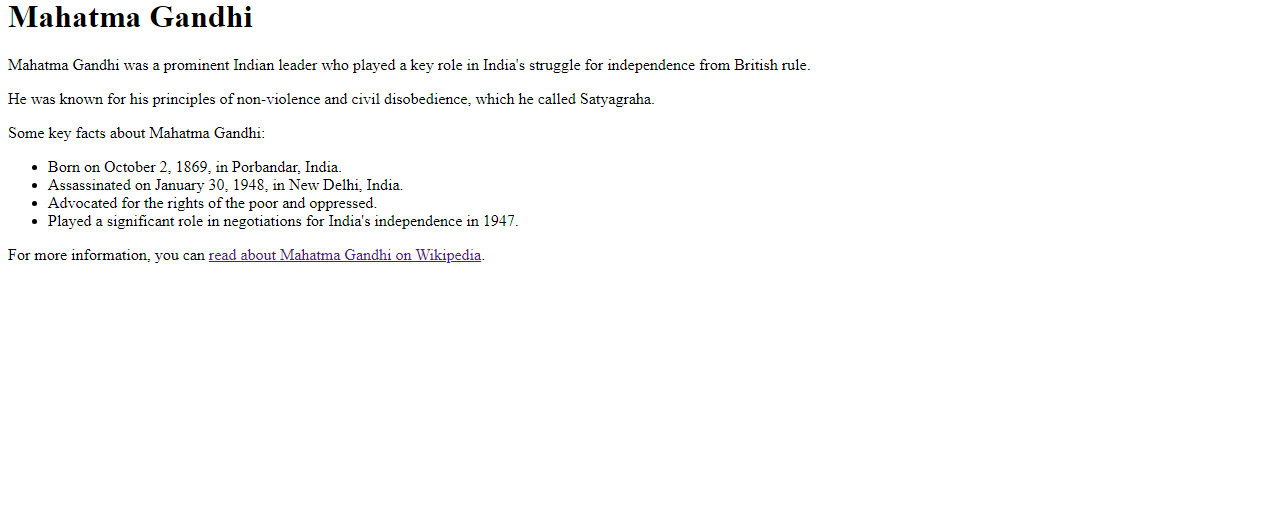 Mahatma Gandhi
Mahatma Gandhi was a prominent Indian leader who played a key role in India's struggle for independence from British rule.
He was known for his principles of non-violence and civil disobedience, which he called Satyagraha.
Some key facts about Mahatma Gandhi:
• Born on October 2, 1869, in Porbandar, India.
• Assassinated on January 30, 1948, in New Delhi, India.
• Advocated for the rights of the poor and oppressed.
• Played a significant role in negotiations for India's independence in 1947.
For more information, you can read about Mahatma Gandhi on Wikipedia.